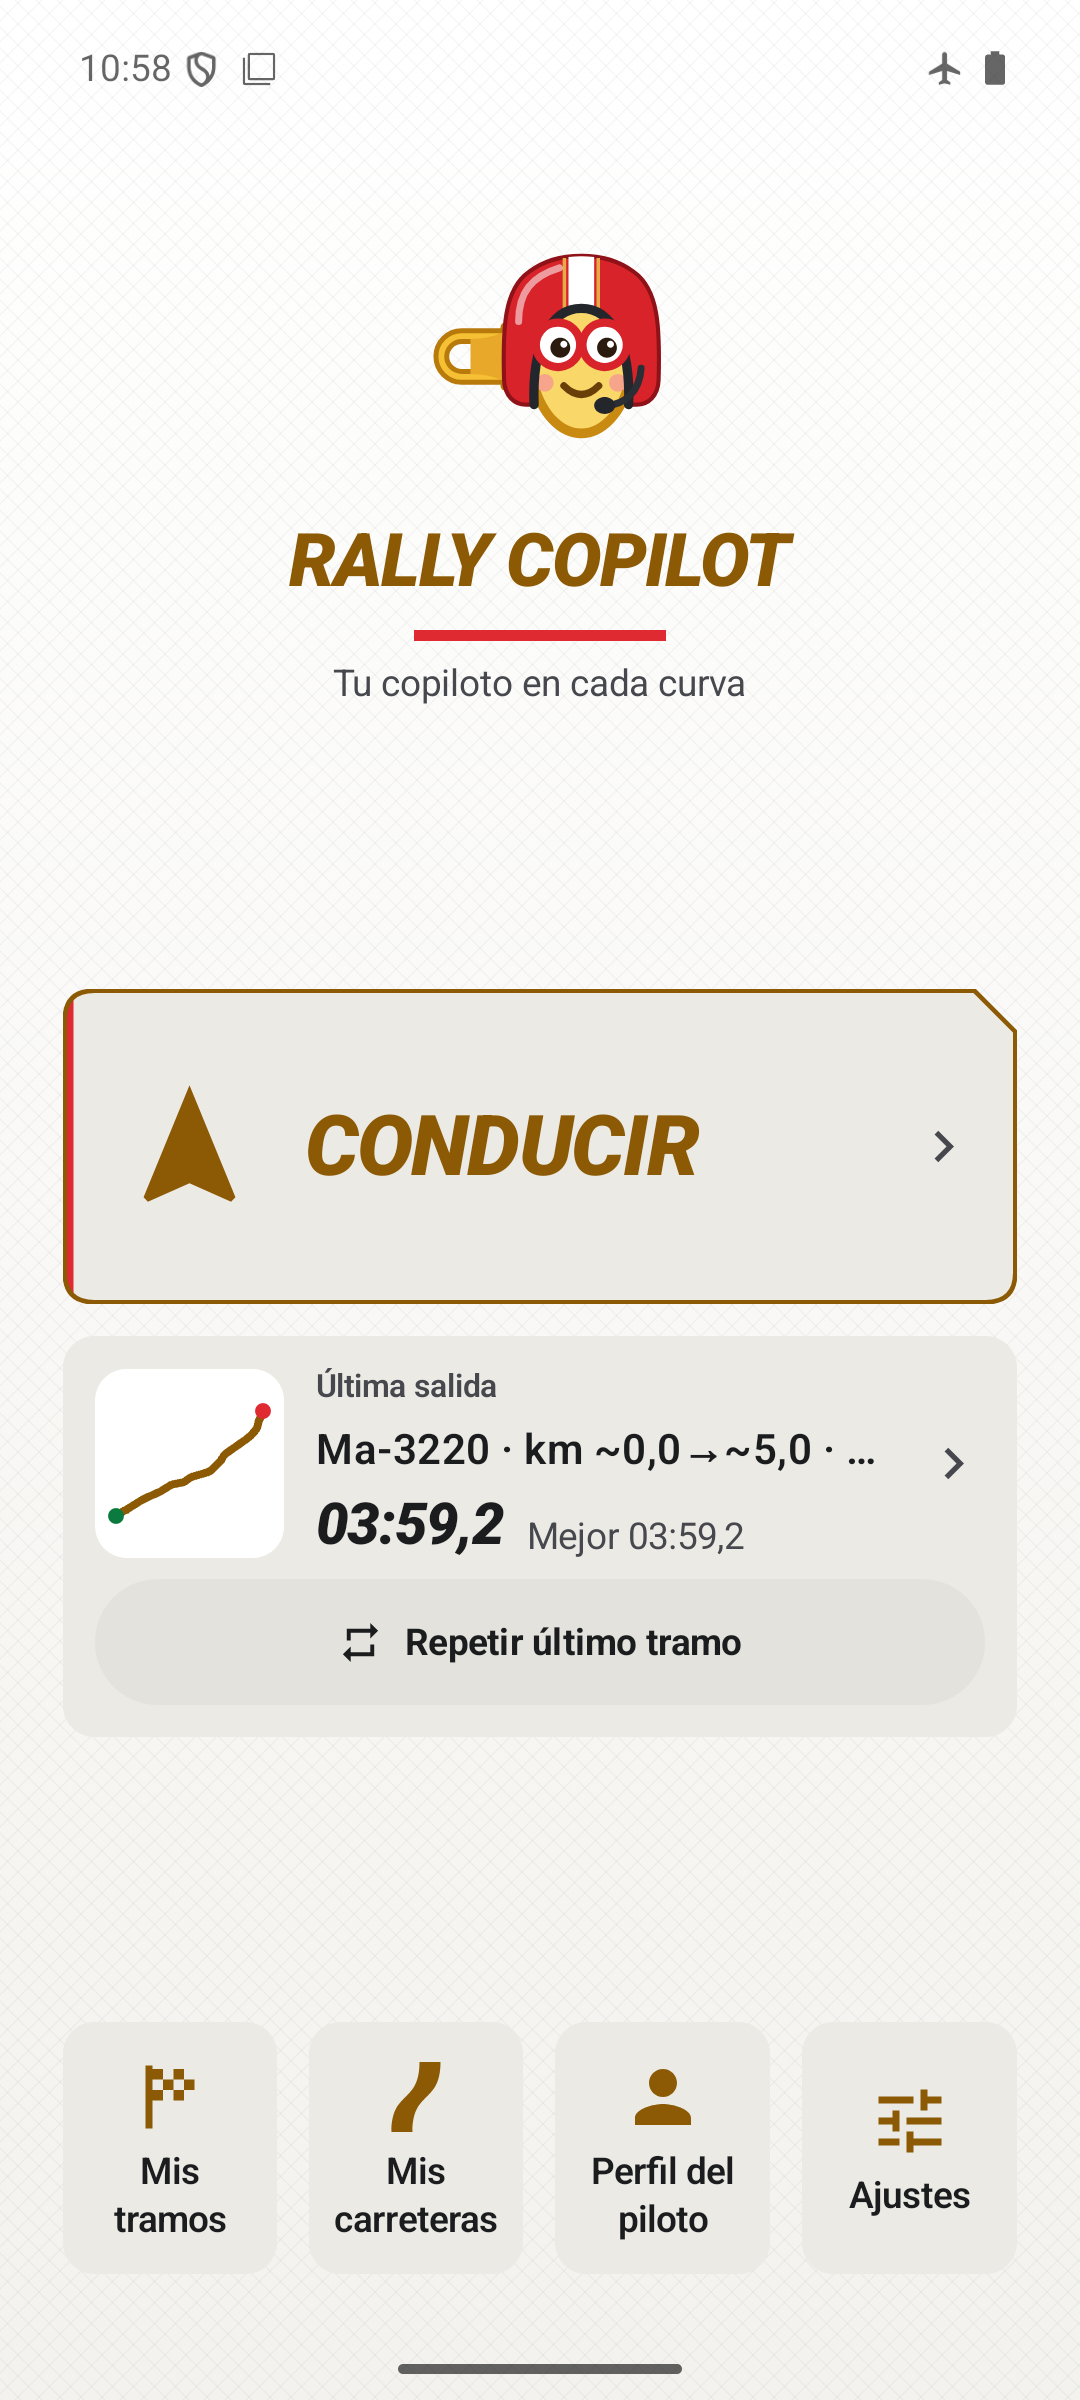 10:58
RALLY COPILOT
Tu copiloto en cada curva
CONDUCIR
Última salida
Ma-3220 · km ~0,0→~5,0 · …
03:59,2 Mejor 03:59,2
Repetir último tramo
Mis
tramos
Mis
carreteras
Perfil del
piloto
Ajustes